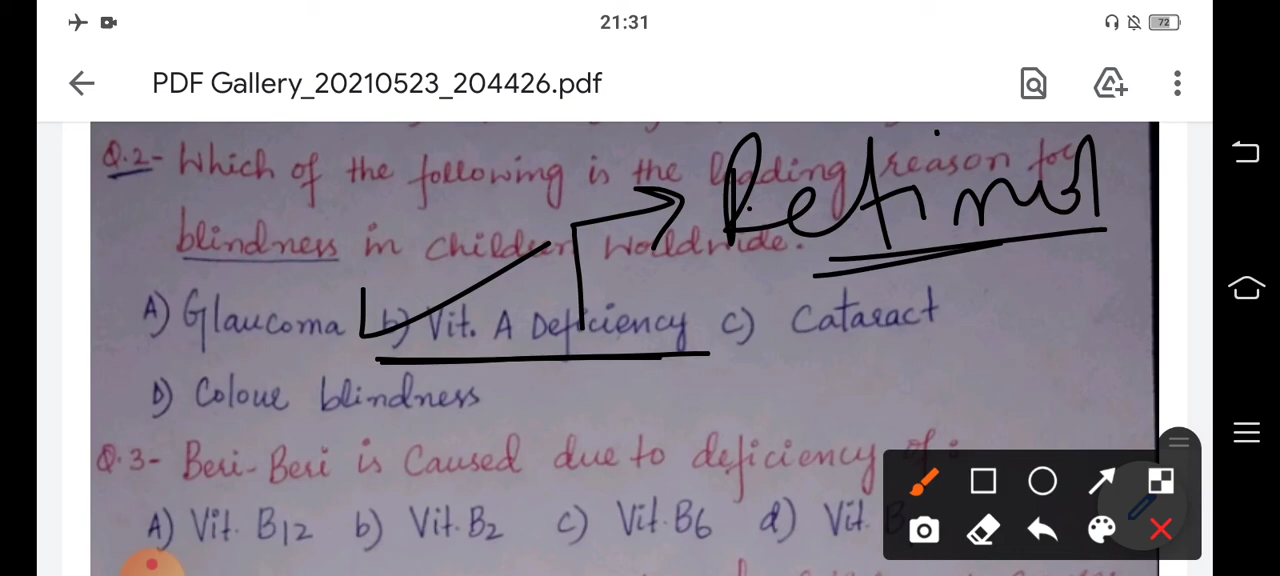 21:31
72
PDF Gallery_20210523_204426.pdf
Q.2- Which of the following is the leading reason for
Retinol
blindness in children worldwide.
A) Glaucoma b) Vit. A Deficiency c) Cataract
D) Colour blindness
Q.3- Beri-Beri is Caused due to deficiency of :
A) Vit. B12 b) Vit. B2 c) Vit. B6 d) Vit. B